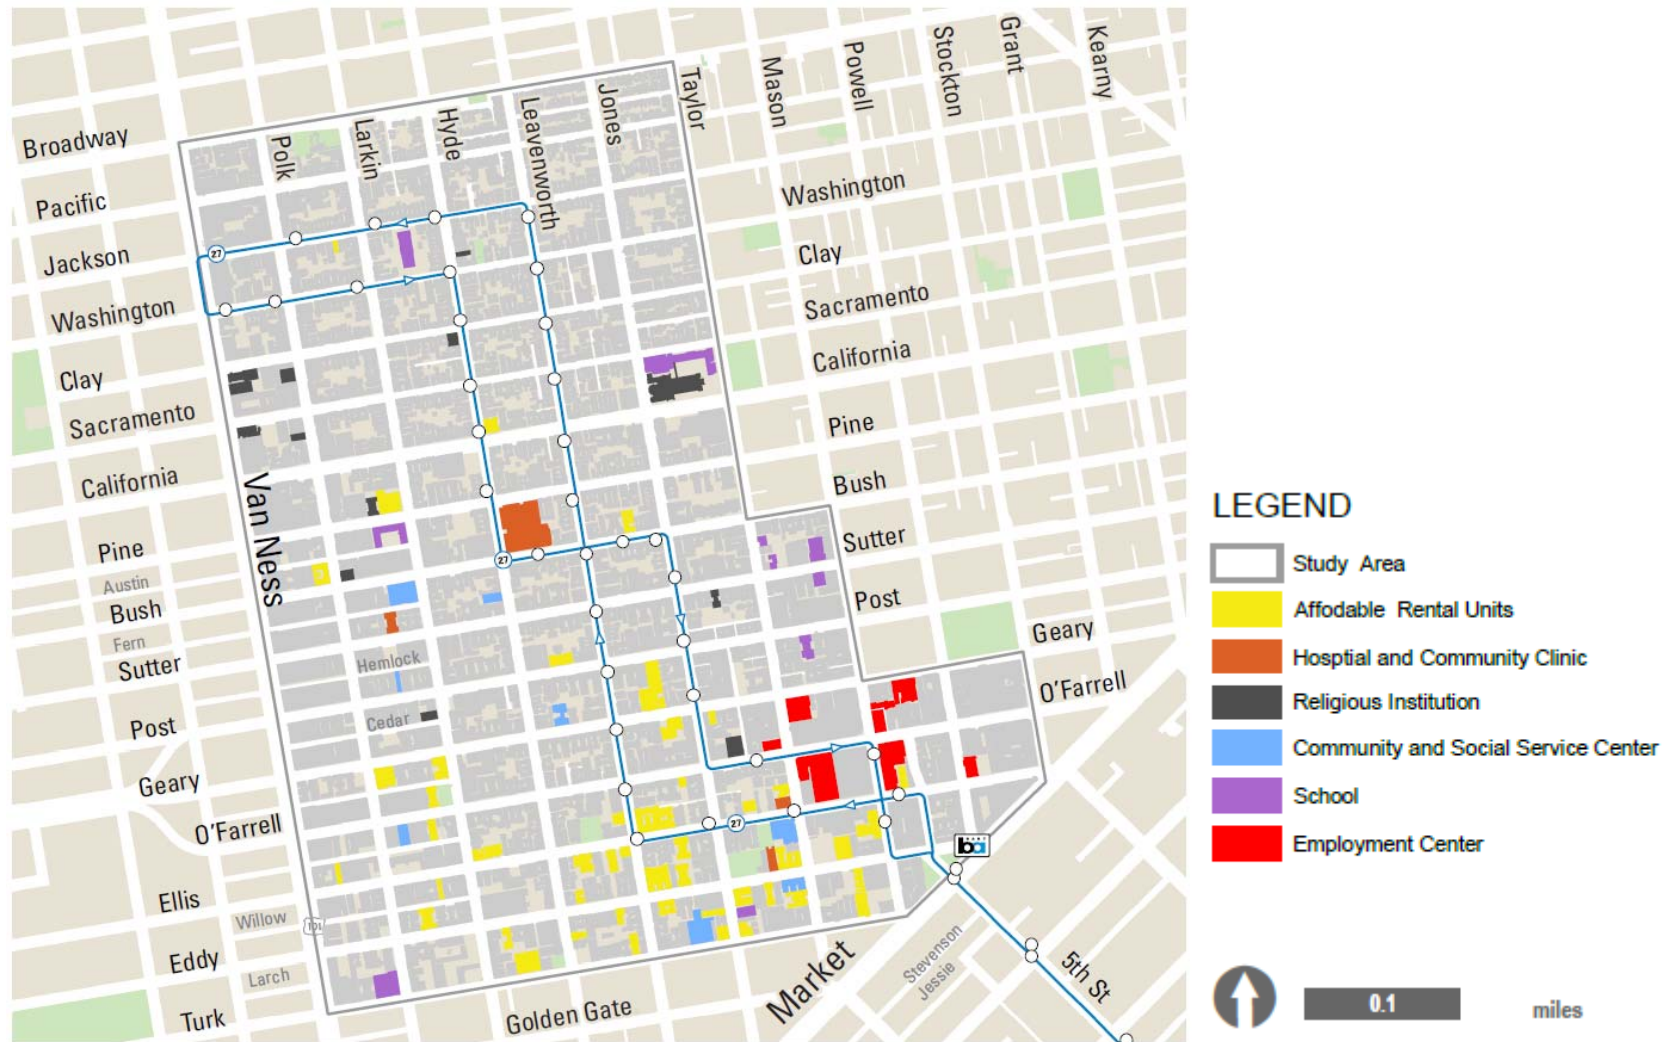 Broadway
Pacific
Jackson
Washington
Clay
Sacramento
California
Pine
Austin
Bush
Fern
Sutter
Post
Geary
O'Farrell
Ellis
Willow
Eddy
Larch
Turk
Van Ness
101
Polk
Larkin
Hyde
Leavenworth
Jones
Taylor
Mason
Powell
Stockton
Grant
Kearny
Washington
Clay
Sacramento
California
Pine
Bush
Sutter
Post
Geary
O'Farrell
27
27
27
Hemlock
Cedar
ba
Golden Gate
Market
Stevenson
Jessie
5th St
LEGEND
Study Area
Affodable Rental Units
Hosptial and Community Clinic
Religious Institution
Community and Social Service Center
School
Employment Center
0.1 miles